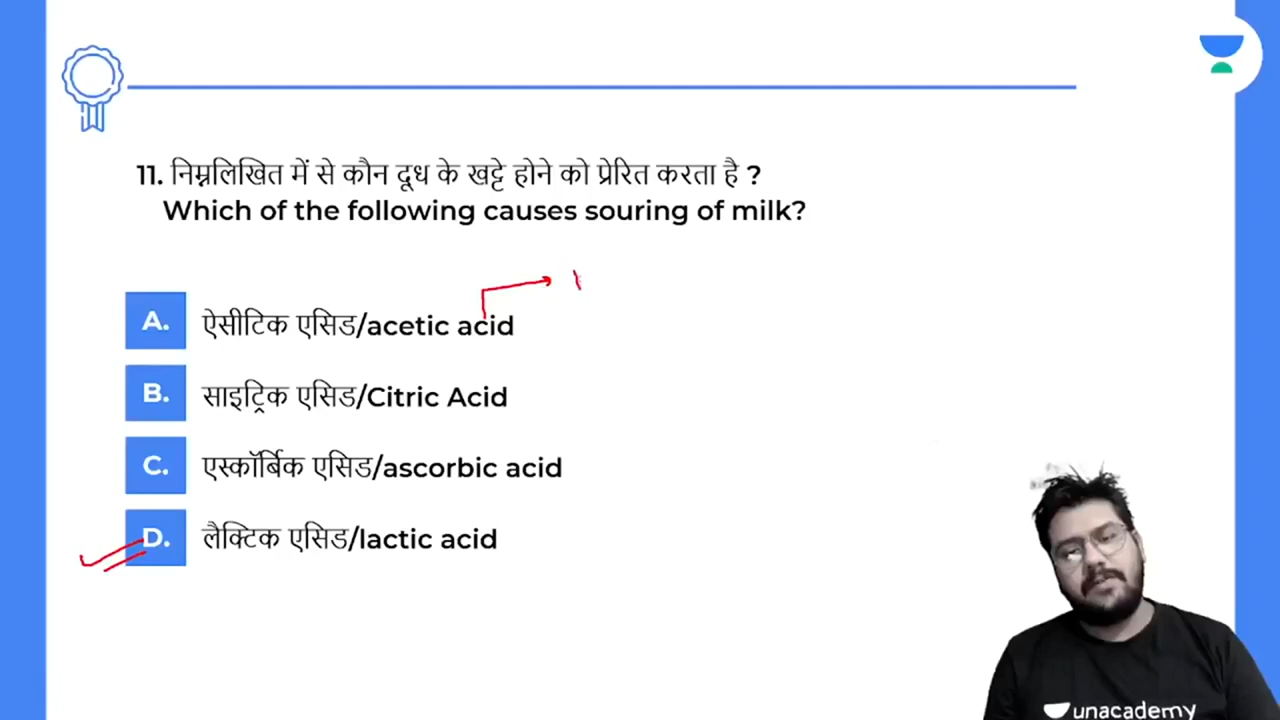 11. निम्नलिखित में से कौन दूध के खट्टे होने को प्रेरित करता है ?
Which of the following causes souring of milk?
A. ऐसीटिक एसिड/acetic acid
B. साइट्रिक एसिड/Citric Acid
C. एस्कॉर्बिक एसिड/ascorbic acid
D. लैक्टिक एसिड/lactic acid
unacademy